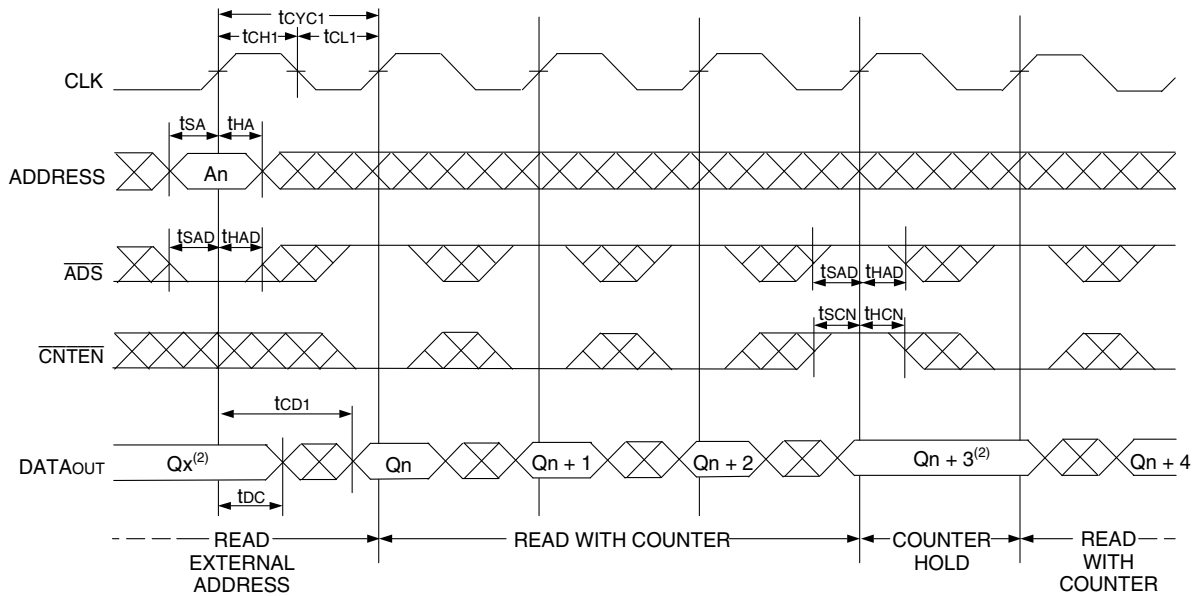 tCYC1
tCH1 tCL1
CLK
tSA tHA
ADDRESS An
tSAD tHAD
ADS
tSAD tHAD
tSCN tHCN
CNTEN
tCD1
DATAOUT Qx(2) Qn Qn + 1 Qn + 2 Qn + 3(2) Qn + 4
tDC
READ EXTERNAL ADDRESS
READ WITH COUNTER
COUNTER HOLD
READ WITH COUNTER